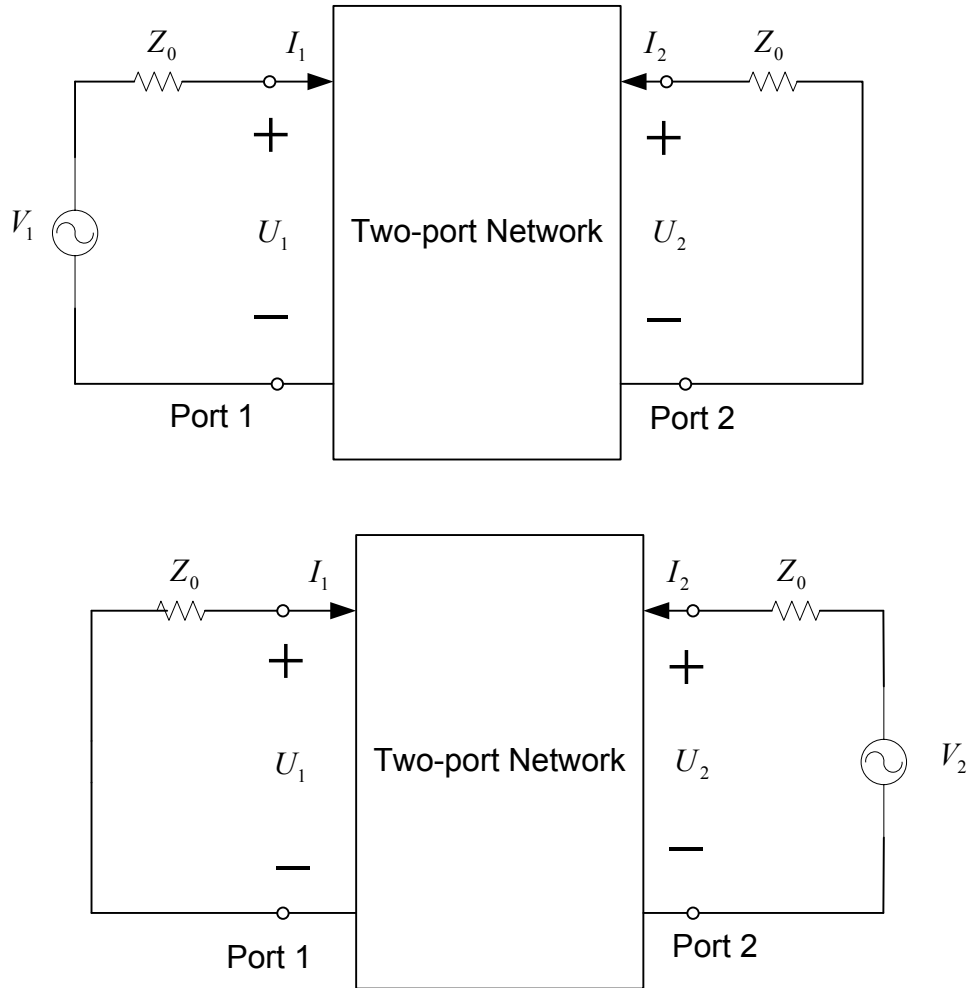 Z₀ I₁ I₂ Z₀
+ +
V₁ U₁ Two-port Network U₂
− −
Port 1 Port 2
Z₀ I₁ I₂ Z₀
+ +
U₁ Two-port Network U₂ V₂
− −
Port 1 Port 2